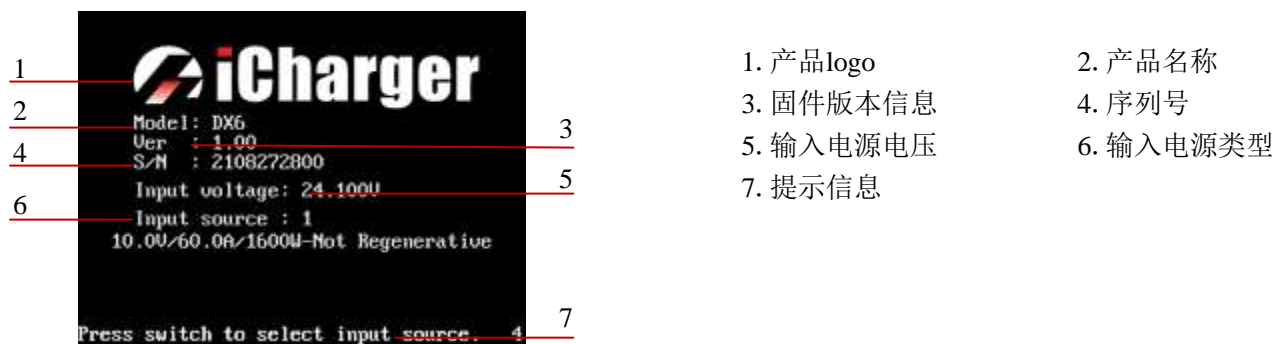 iCharger
1
2
Model: DX6
3
Ver : 1.00
4
S/N : 2108272800
5
Input voltage: 24.100V
6
Input source : 1
10.0V/60.0A/1600W-Not Regenerative
7
Press switch to select input source. 4
1. 产品logo
2. 产品名称
3. 固件版本信息
4. 序列号
5. 输入电源电压
6. 输入电源类型
7. 提示信息